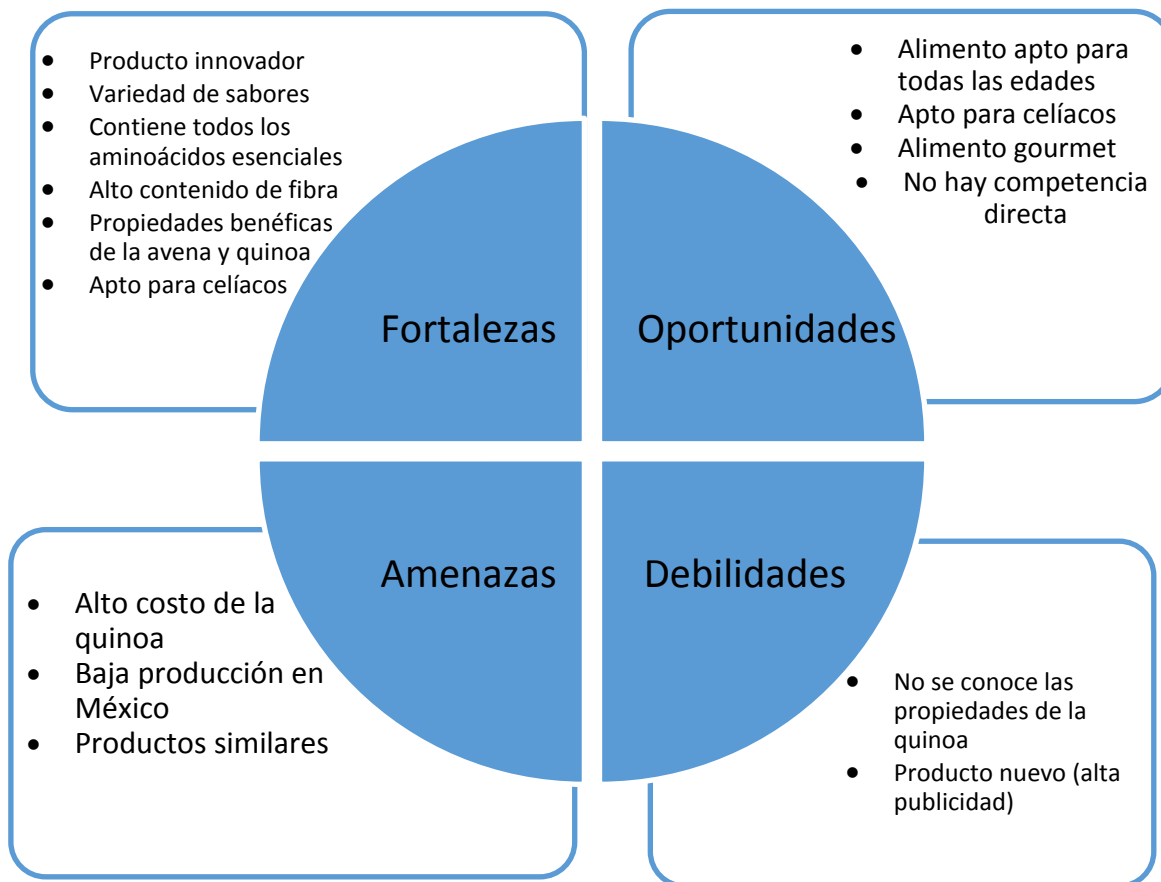 • Producto innovador
• Variedad de sabores
• Contiene todos los
aminoácidos esenciales
• Alto contenido de fibra
• Propiedades benéficas
de la avena y quinoa
• Apto para celíacos
• Alimento apto para
todas las edades
• Apto para celíacos
• Alimento gourmet
• No hay competencia
directa
Fortalezas
Oportunidades
Amenazas
Debilidades
• Alto costo de la
quinoa
• Baja producción en
México
• Productos similares
• No se conoce las
propiedades de la
quinoa
• Producto nuevo (alta
publicidad)